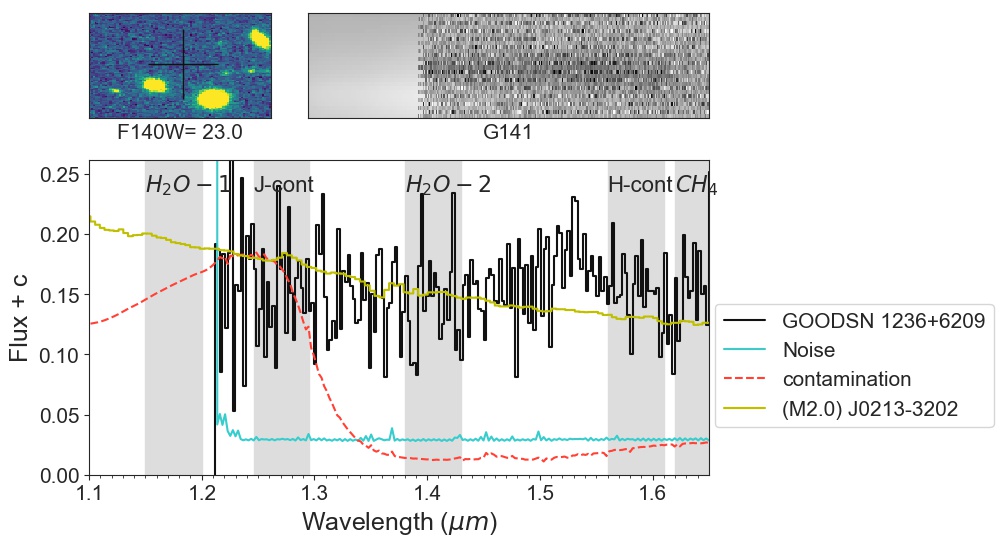 F140W= 23.0
G141
H₂O − 1 J-cont H₂O − 2 H-cont CH₄
0.25
0.20
0.15
0.10
0.05
0.00
Flux + c
1.1 1.2 1.3 1.4 1.5 1.6
Wavelength (μm)
GOODSN 1236+6209
Noise
contamination
(M2.0) J0213-3202